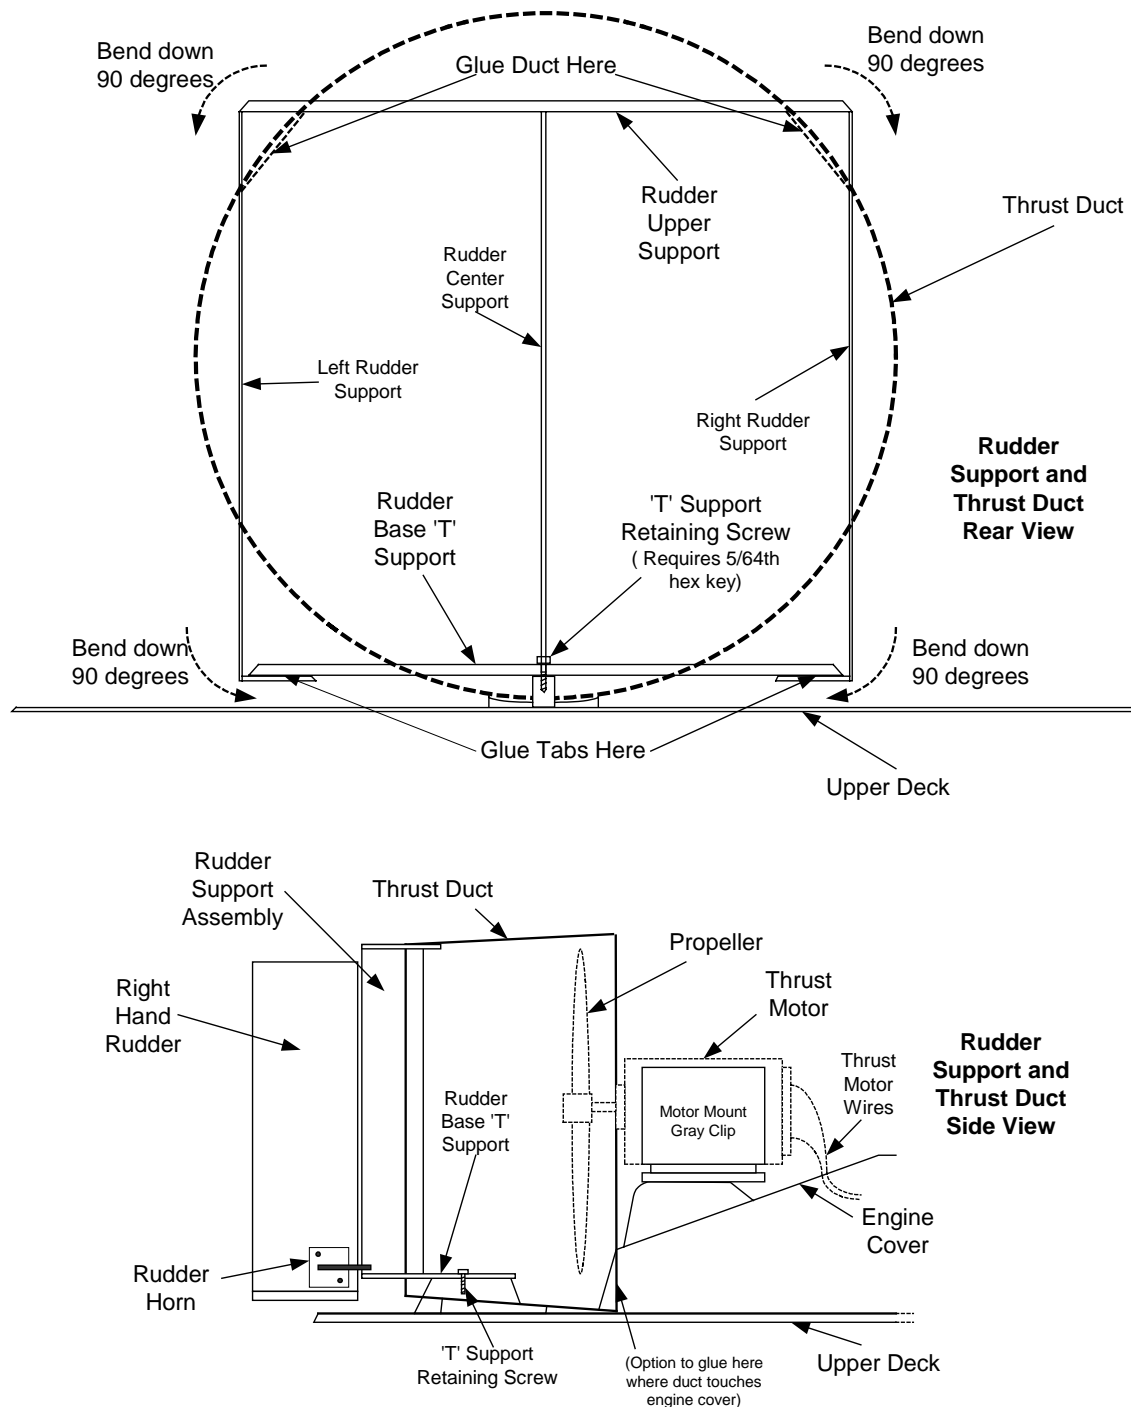 Bend down
90 degrees
Glue Duct Here
Bend down
90 degrees
Rudder
Upper
Support
Thrust Duct
Rudder
Center
Support
Left Rudder
Support
Right Rudder
Support
Rudder
Support and
Thrust Duct
Rear View
Rudder
Base 'T'
Support
'T' Support
Retaining Screw
( Requires 5/64th
hex key)
Bend down
90 degrees
Bend down
90 degrees
Glue Tabs Here
Upper Deck
Rudder
Support
Assembly
Thrust Duct
Propeller
Thrust
Motor
Right
Hand
Rudder
Rudder
Support and
Thrust Duct
Side View
Thrust
Motor
Wires
Rudder
Base 'T'
Support
Motor Mount
Gray Clip
Engine
Cover
Rudder
Horn
'T' Support
Retaining Screw
(Option to glue here
where duct touches
engine cover)
Upper Deck